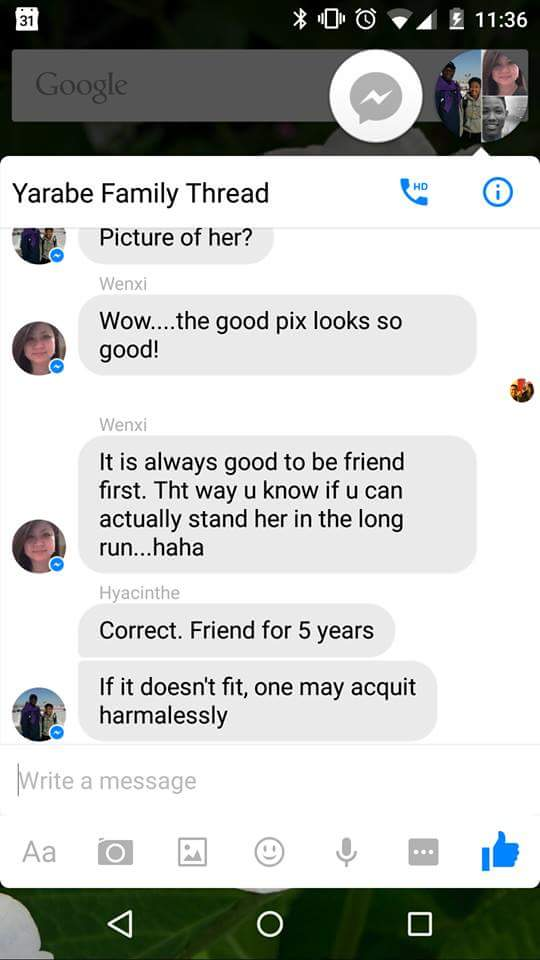 31
11:36
Google
Yarabe Family Thread
HD
Picture of her?
Wenxi
Wow....the good pix looks so
good!
Wenxi
It is always good to be friend
first. Tht way u know if u can
actually stand her in the long
run...haha
Hyacinthe
Correct. Friend for 5 years
If it doesn't fit, one may acquit
harmalessly
Write a message
Aa